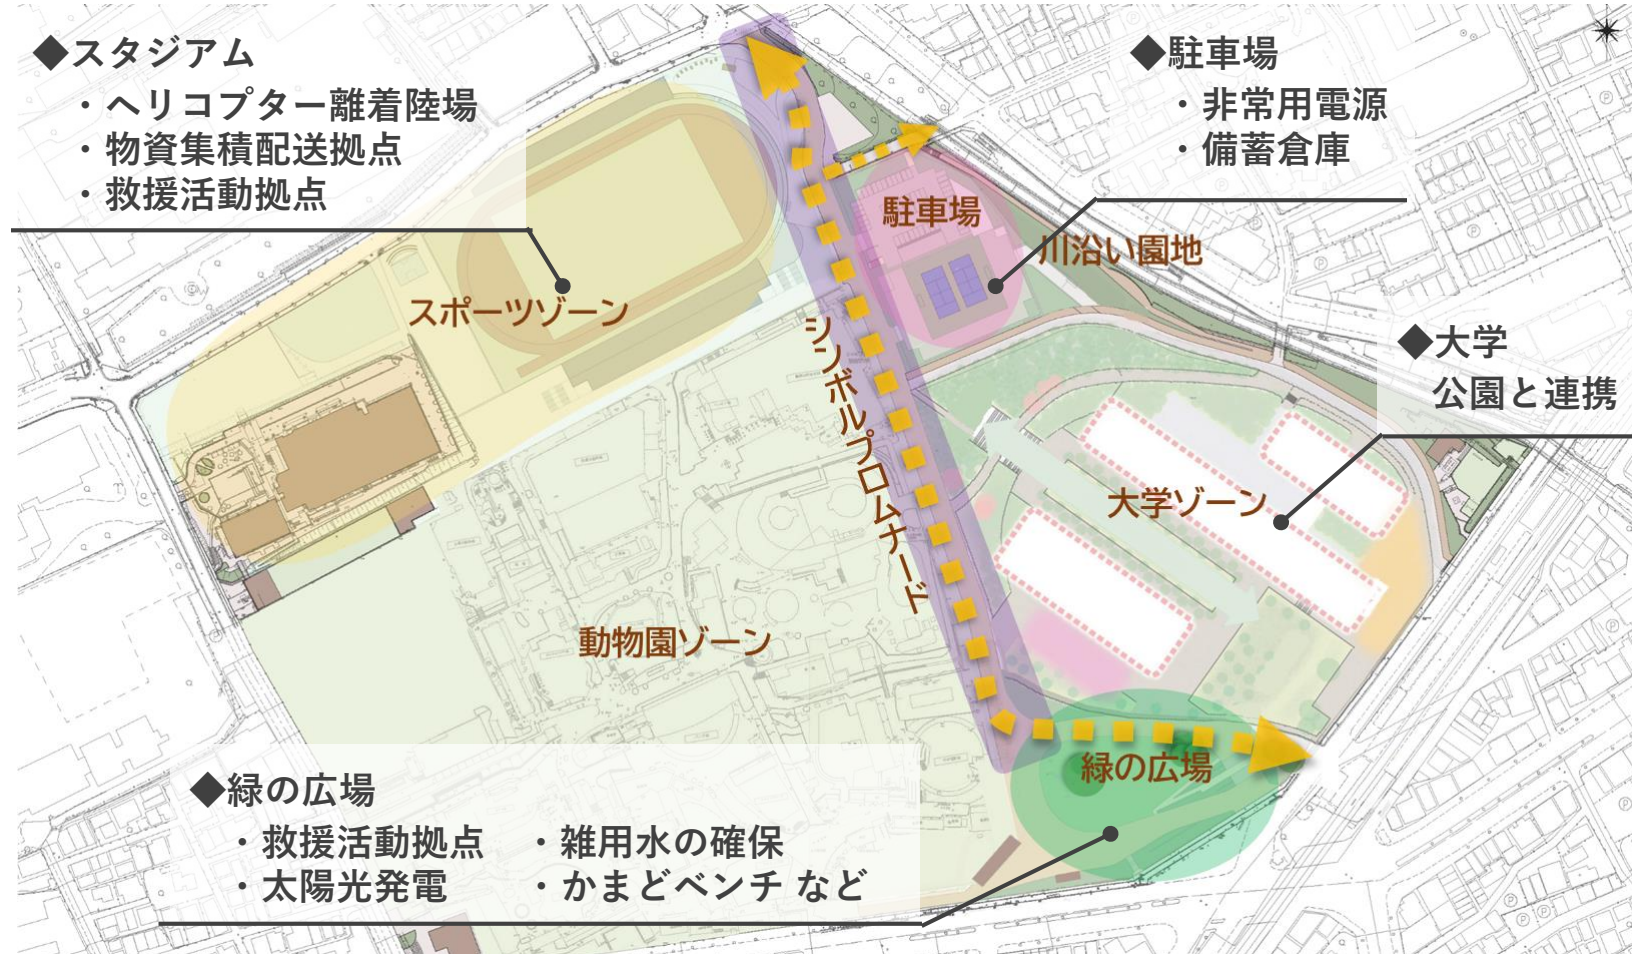 ◆スタジアム
・ヘリコプター離着陸場
・物資集積配送拠点
・救援活動拠点
◆駐車場
・非常用電源
・備蓄倉庫
駐車場
川沿い園地
スポーツゾーン
シンボルプロムナード
◆大学
公園と連携
大学ゾーン
動物園ゾーン
緑の広場
◆緑の広場
・救援活動拠点 ・雑用水の確保
・太陽光発電 ・かまどベンチ など